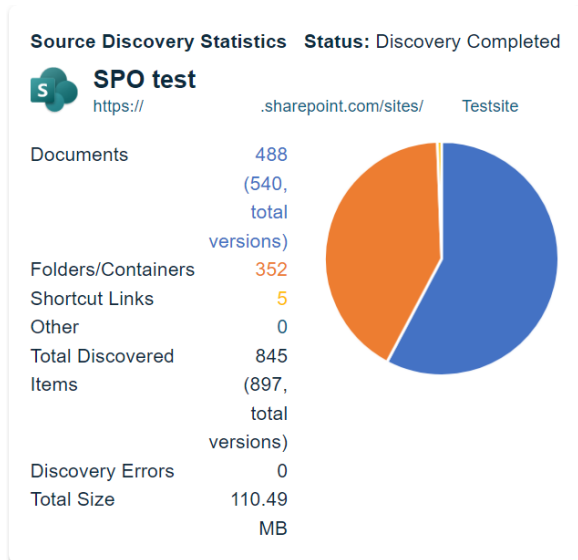 Source Discovery Statistics Status: Discovery Completed
S
SPO test
https:// .sharepoint.com/sites/ Testsite
Documents 488
(540,
total
versions)
Folders/Containers 352
Shortcut Links 5
Other 0
Total Discovered 845
Items (897,
total
versions)
Discovery Errors 0
Total Size 110.49
MB